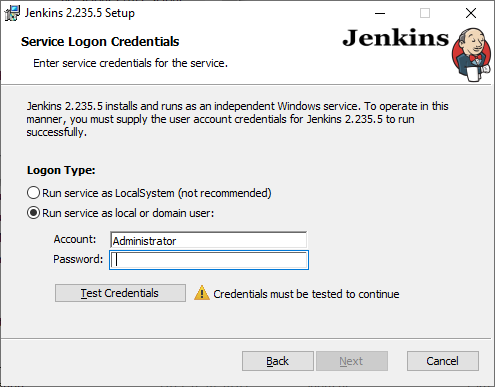 Jenkins 2.235.5 Setup
Service Logon Credentials
Enter service credentials for the service.
Jenkins
Jenkins 2.235.5 installs and runs as an independent Windows service. To operate in this
manner, you must supply the user account credentials for Jenkins 2.235.5 to run
successfully.
Logon Type:
Run service as LocalSystem (not recommended)
Run service as local or domain user:
Account: Administrator
Password:
Test Credentials Credentials must be tested to continue
Back Next Cancel